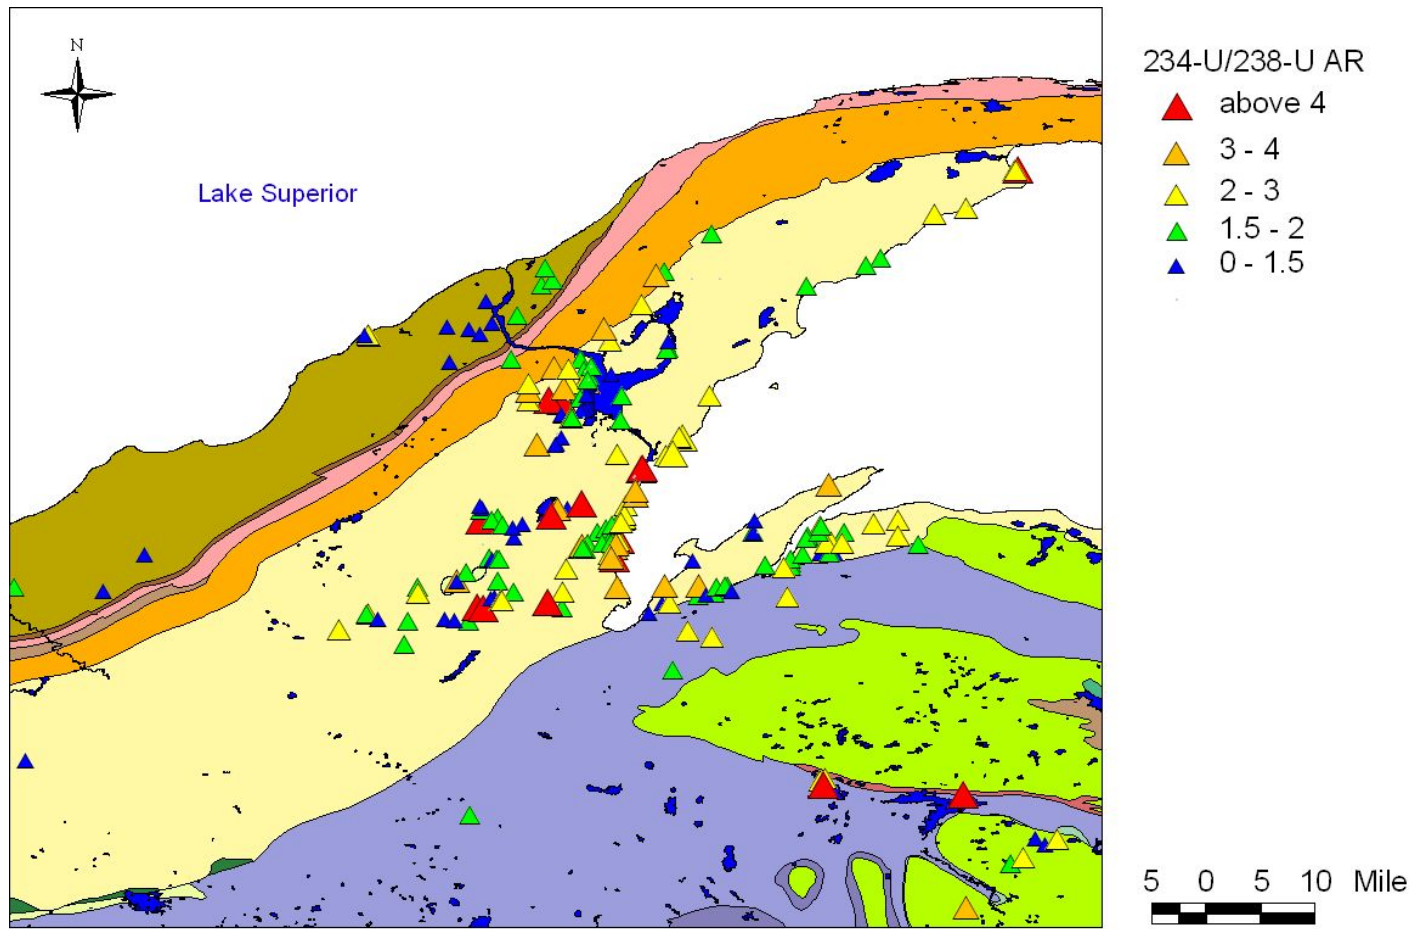 N
Lake Superior
234-U/238-U AR
above 4
3 - 4
2 - 3
1.5 - 2
0 - 1.5
5 0 5 10 Mile